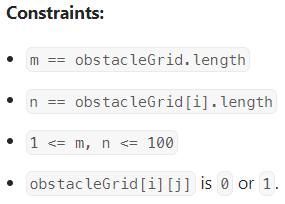 Constraints:
m == obstacleGrid.length
n == obstacleGrid[i].length
1 <= m, n <= 100
obstacleGrid[i][j] is 0 or 1.